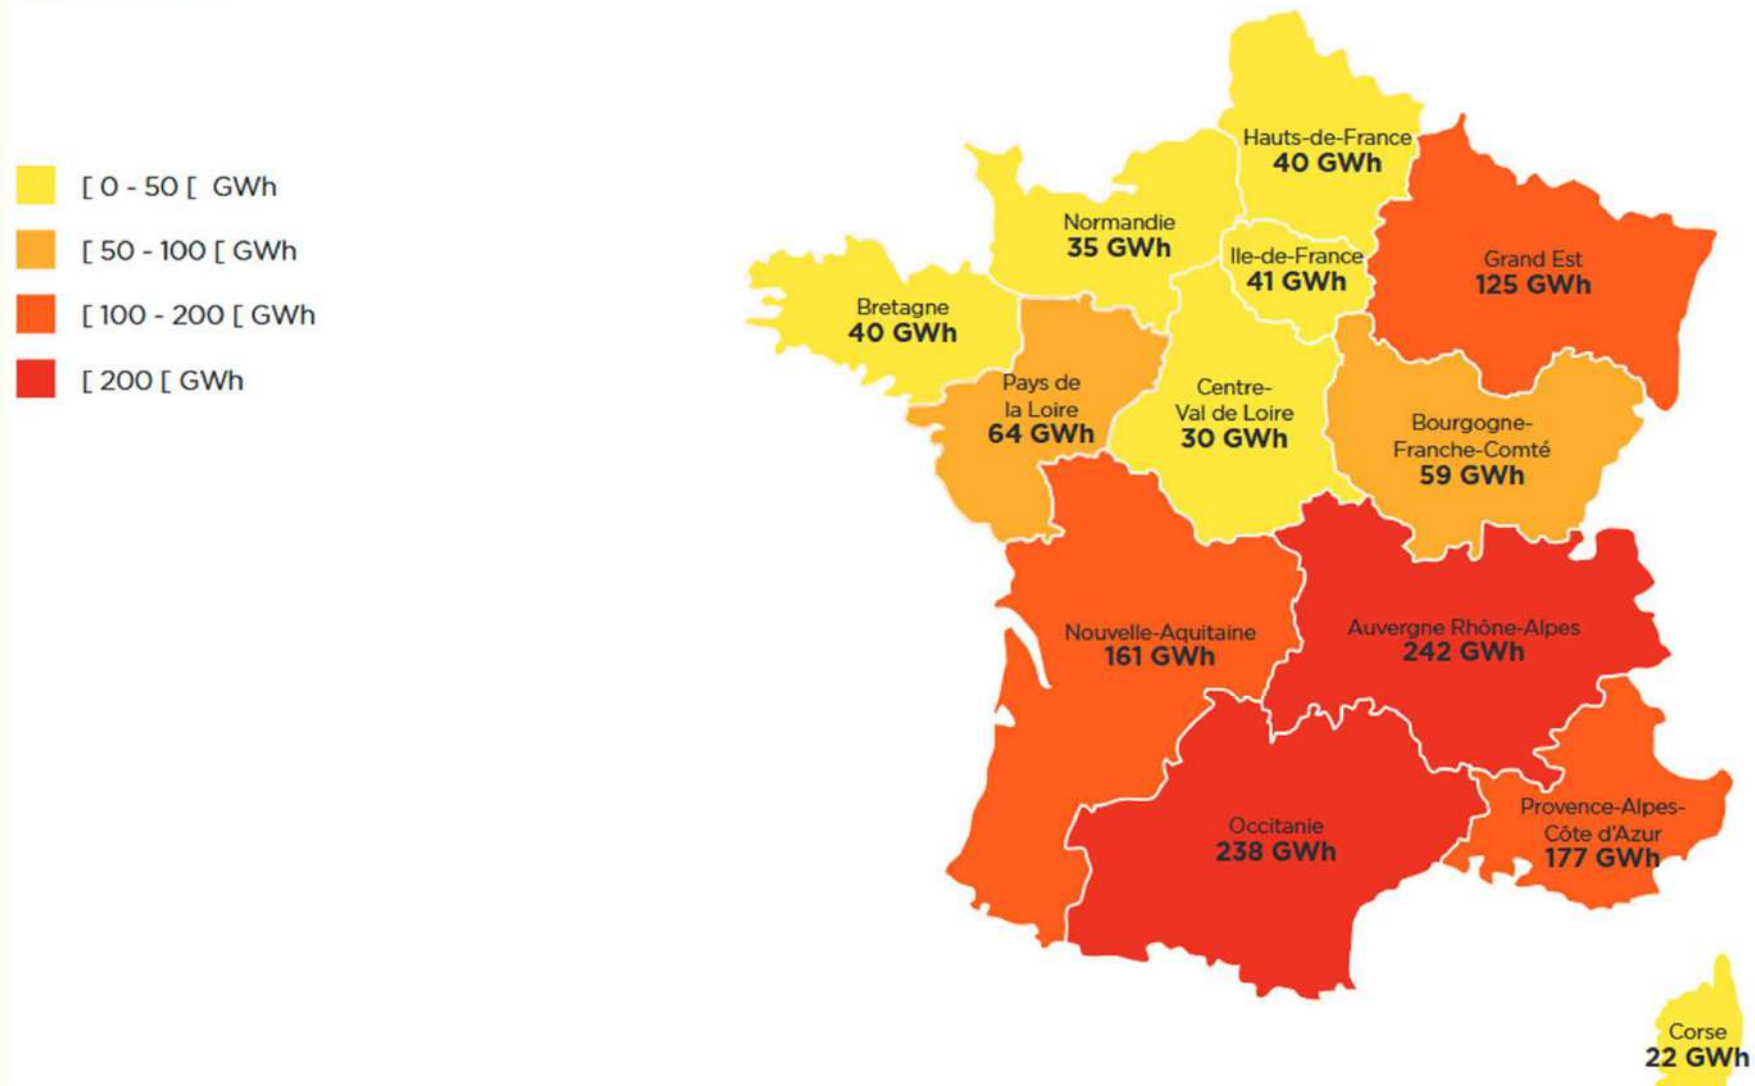 [ 0 - 50 [ GWh
[ 50 - 100 [ GWh
[ 100 - 200 [ GWh
[ 200 [ GWh
Hauts-de-France
40 GWh
Normandie
35 GWh
Ile-de-France
41 GWh
Grand Est
125 GWh
Bretagne
40 GWh
Pays de
la Loire
64 GWh
Centre-
Val de Loire
30 GWh
Bourgogne-
Franche-Comté
59 GWh
Nouvelle-Aquitaine
161 GWh
Auvergne Rhône-Alpes
242 GWh
Occitanie
238 GWh
Provence-Alpes-
Côte d'Azur
177 GWh
Corse
22 GWh